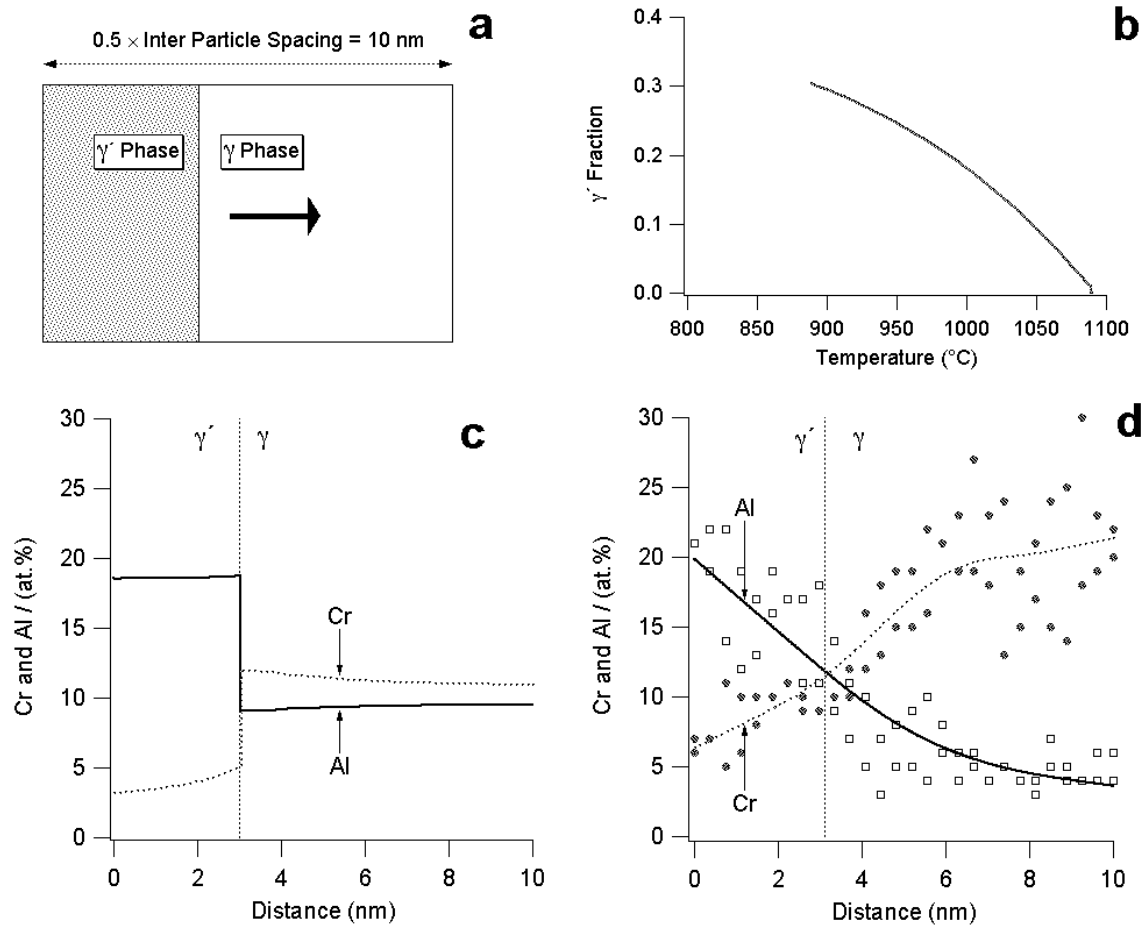 a
0.5 × Inter Particle Spacing = 10 nm
γ´ Phase
γ Phase
b
0.4
0.3
0.2
0.1
0.0
γ´ Fraction
800 850 900 950 1000 1050 1100
Temperature (°C)
c
30
25
20
15
10
5
0
Cr and Al / (at.%)
γ´ γ
Cr
Al
0 2 4 6 8 10
Distance (nm)
d
30
25
20
15
10
5
0
Cr and Al / (at.%)
γ´ γ
Al
Cr
0 2 4 6 8 10
Distance (nm)